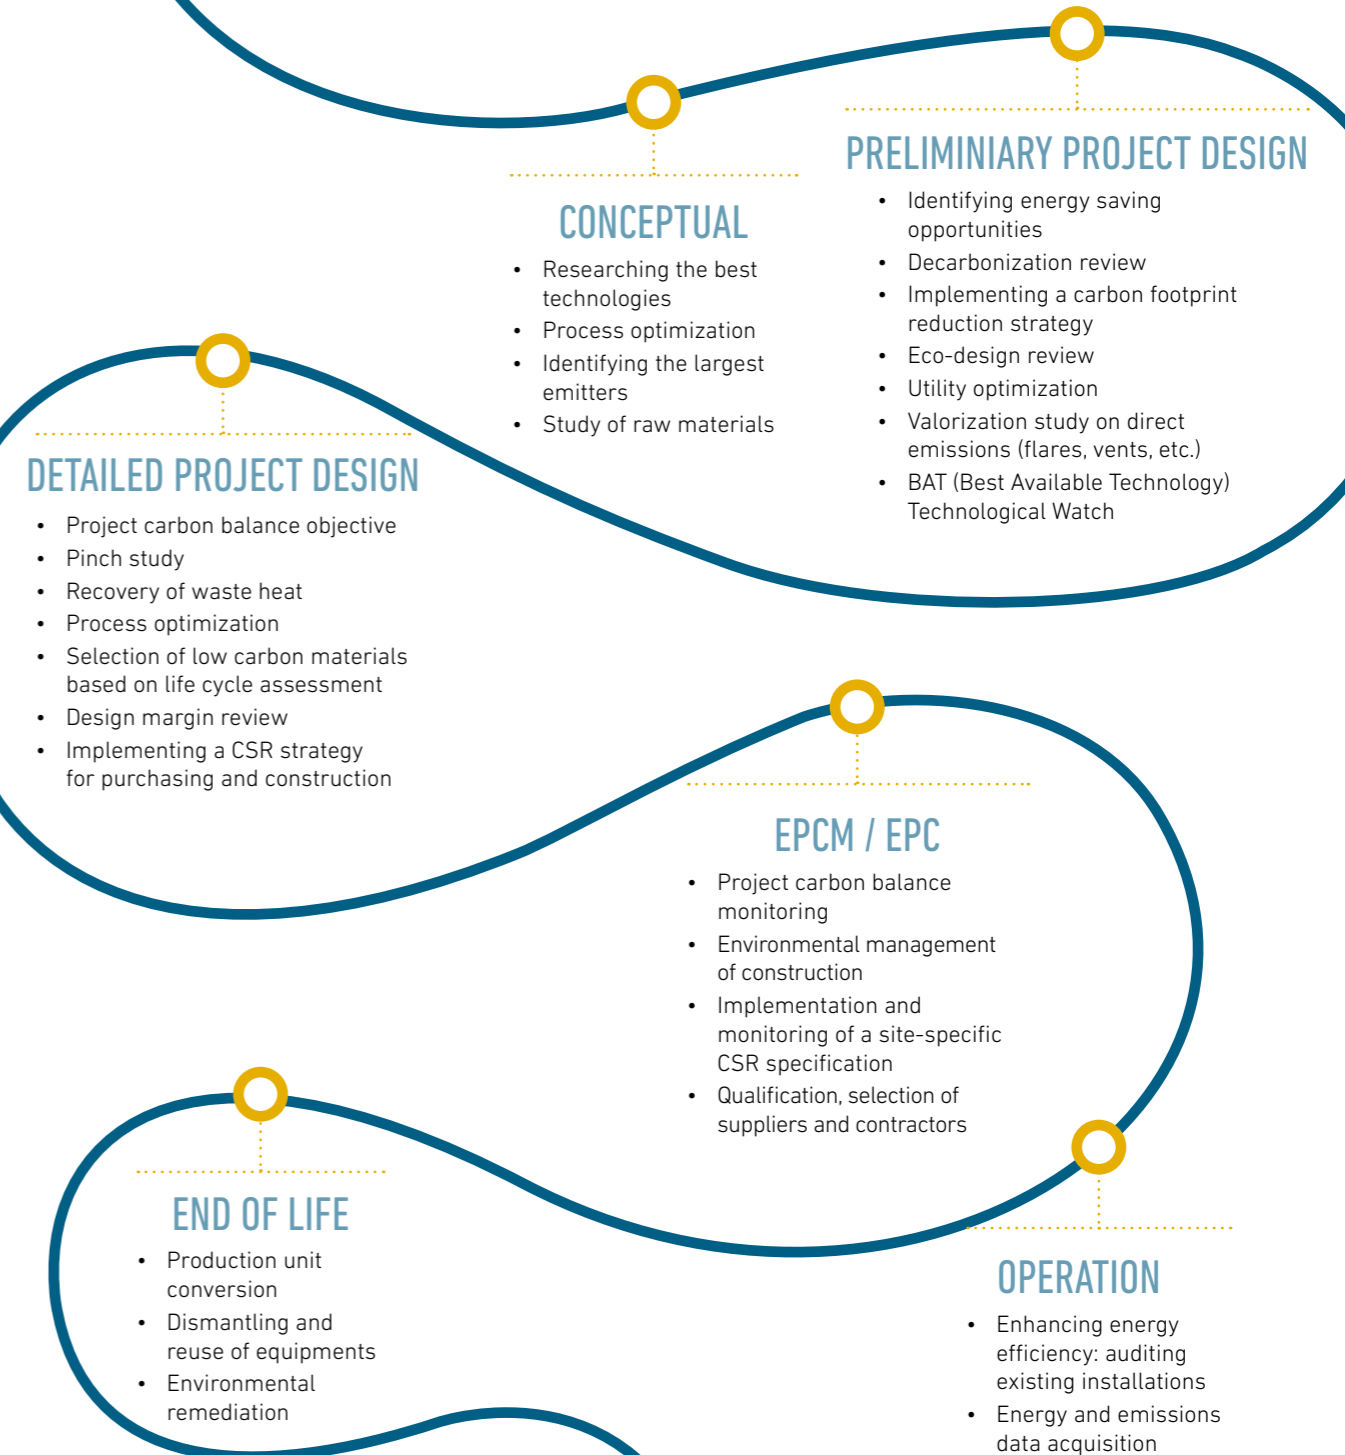 CONCEPTUAL
• Researching the best
technologies
• Process optimization
• Identifying the largest
emitters
• Study of raw materials
PRELIMINIARY PROJECT DESIGN
• Identifying energy saving
opportunities
• Decarbonization review
• Implementing a carbon footprint
reduction strategy
• Eco-design review
• Utility optimization
• Valorization study on direct
emissions (flares, vents, etc.)
• BAT (Best Available Technology)
Technological Watch
DETAILED PROJECT DESIGN
• Project carbon balance objective
• Pinch study
• Recovery of waste heat
• Process optimization
• Selection of low carbon materials
based on life cycle assessment
• Design margin review
• Implementing a CSR strategy
for purchasing and construction
EPCM / EPC
• Project carbon balance
monitoring
• Environmental management
of construction
• Implementation and
monitoring of a site-specific
CSR specification
• Qualification, selection of
suppliers and contractors
OPERATION
• Enhancing energy
efficiency: auditing
existing installations
• Energy and emissions
data acquisition
END OF LIFE
• Production unit
conversion
• Dismantling and
reuse of equipments
• Environmental
remediation